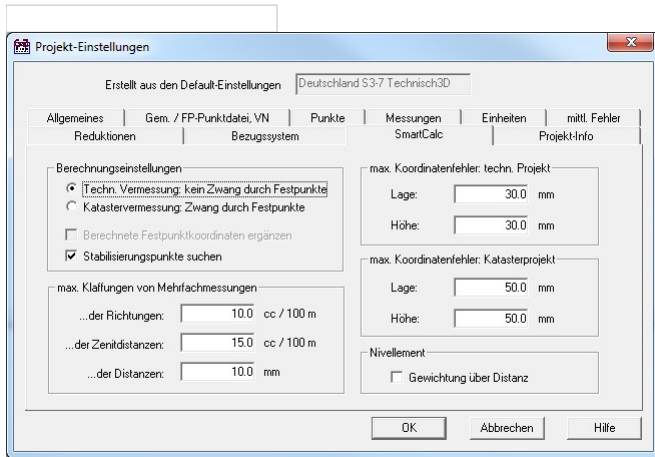 Projekt-Einstellungen
Erstellt aus den Default-Einstellungen Deutschland S3-7 Technisch3D
Allgemeines Gem. / FP-Punktdatei, VN Punkte Messungen Einheiten mittl. Fehler
Reduktionen Bezugssystem SmartCalc Projekt-Info
Berechnungseinstellungen
Techn. Vermessung: kein Zwang durch Festpunkte
Katastervermessung: Zwang durch Festpunkte
Berechnete Festpunktkoordinaten ergänzen
Stabilisierungspunkte suchen
max. Klaffungen von Mehrfachmessungen
...der Richtungen: 10.0 cc / 100 m
...der Zenitdistanzen: 15.0 cc / 100 m
...der Distanzen: 10.0 mm
max. Koordinatenfehler: techn. Projekt
Lage: 30.0 mm
Höhe: 30.0 mm
max. Koordinatenfehler: Katasterprojekt
Lage: 50.0 mm
Höhe: 50.0 mm
Nivellement
Gewichtung über Distanz
OK Abbrechen Hilfe